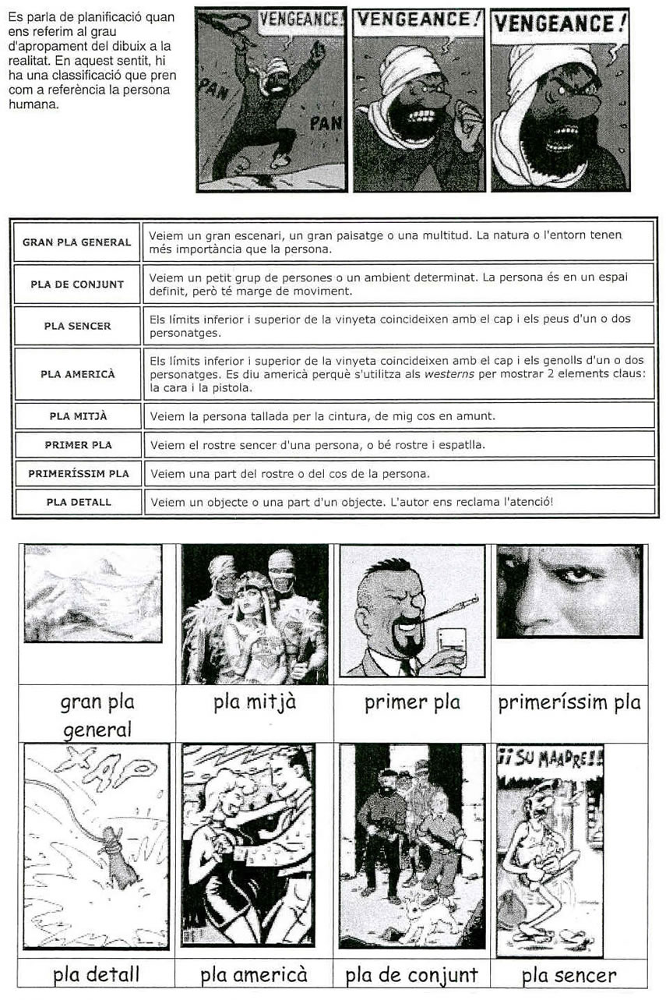 Es parla de planificació quan
ens referim al grau
d'apropament del dibuix a la
realitat. En aquest sentit, hi
ha una classificació que pren
com a referència la persona
humana.
VENGEANCE!
VENGEANCE!
VENGEANCE!
PAN
PAN
GRAN PLA GENERAL
Veiem un gran escenari, un gran paisatge o una multitud. La natura o l'entorn tenen
més importància que la persona.
PLA DE CONJUNT
Veiem un petit grup de persones o un ambient determinat. La persona és en un espai
definit, però té marge de moviment.
PLA SENCER
Els límits inferior i superior de la vinyeta coincideixen amb el cap i els peus d'un o dos
personatges.
PLA AMERICÀ
Els límits inferior i superior de la vinyeta coincideixen amb el cap i els genolls d'un o dos
personatges. Es diu americà perquè s'utilitza als westerns per mostrar 2 elements claus:
la cara i la pistola.
PLA MITJÀ
Veiem la persona tallada per la cintura, de mig cos en amunt.
PRIMER PLA
Veiem el rostre sencer d'una persona, o bé rostre i espatlla.
PRIMERÍSSIM PLA
Veiem una part del rostre o del cos de la persona.
PLA DETALL
Veiem un objecte o una part d'un objecte. L'autor ens reclama l'atenció!
gran pla
general
pla mitjà
primer pla
primeríssim pla
XAP
¡¡SU MAADRE!!
pla detall
pla americà
pla de conjunt
pla sencer